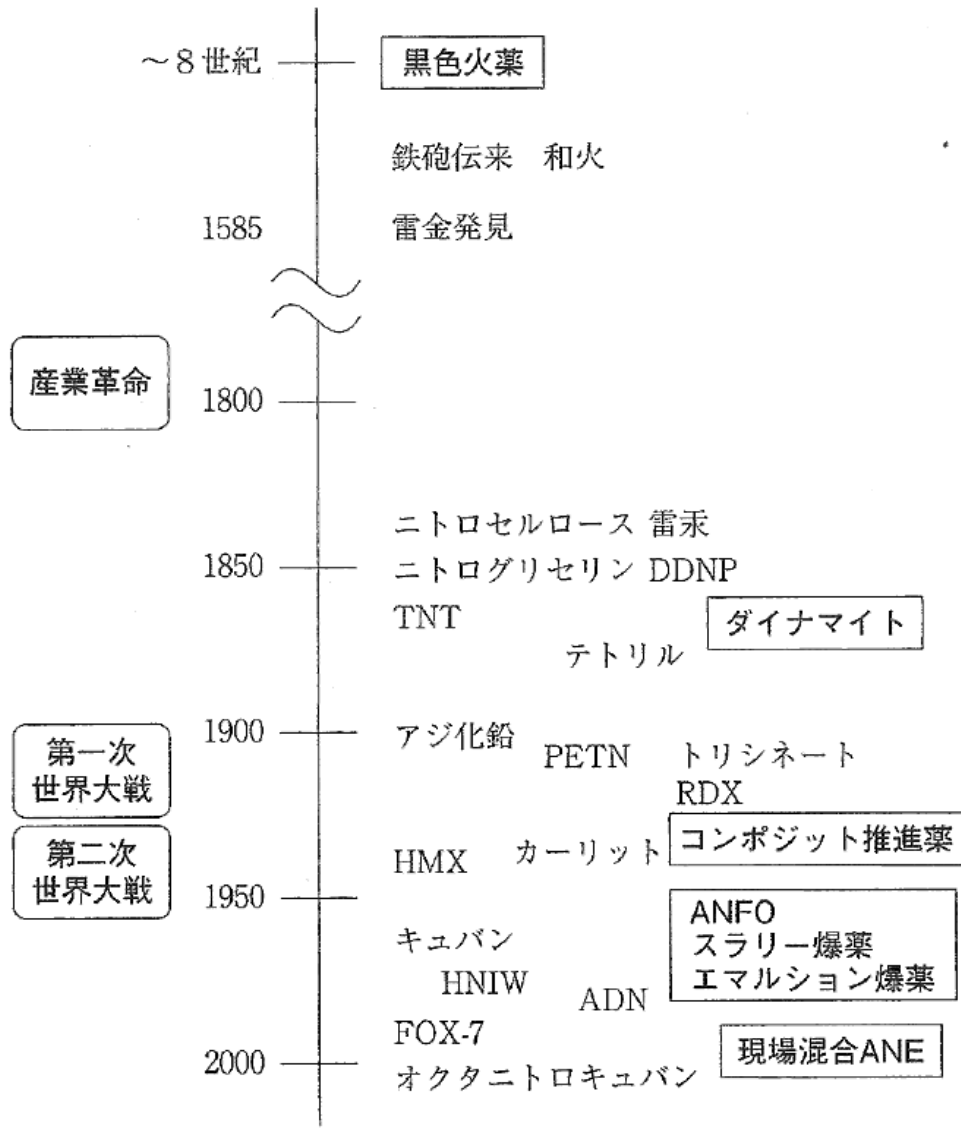 ～8世紀 黒色火薬
鉄砲伝来 和火
1585 雷金発見
産業革命
1800
ニトロセルロース 雷汞
1850 ニトログリセリン DDNP
TNT ダイナマイト
テトリル
1900 アジ化鉛
第一次
世界大戦
PETN トリシネート
RDX
第二次
世界大戦
HMX カーリット コンポジット推進薬
1950
ANFO
スラリー爆薬
エマルション爆薬
キュバン
HNIW ADN
FOX-7
現場混合ANE
2000 オクタニトロキュバン